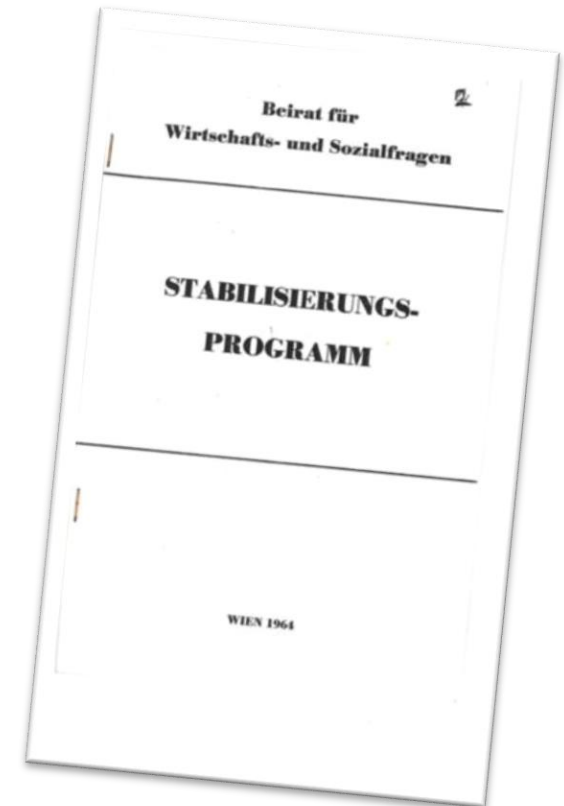 Beirat für
Wirtschafts- und Sozialfragen
STABILISIERUNGS-
PROGRAMM
WIEN 1964